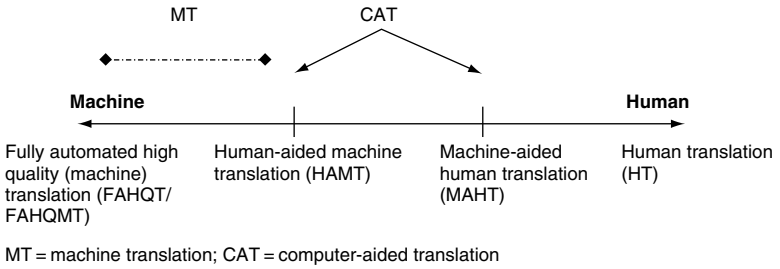 MT
CAT
Machine
Human
Fully automated high
quality (machine)
translation (FAHQT/
FAHQMT)
Human-aided machine
translation (HAMT)
Machine-aided
human translation
(MAHT)
Human translation
(HT)
MT = machine translation; CAT = computer-aided translation